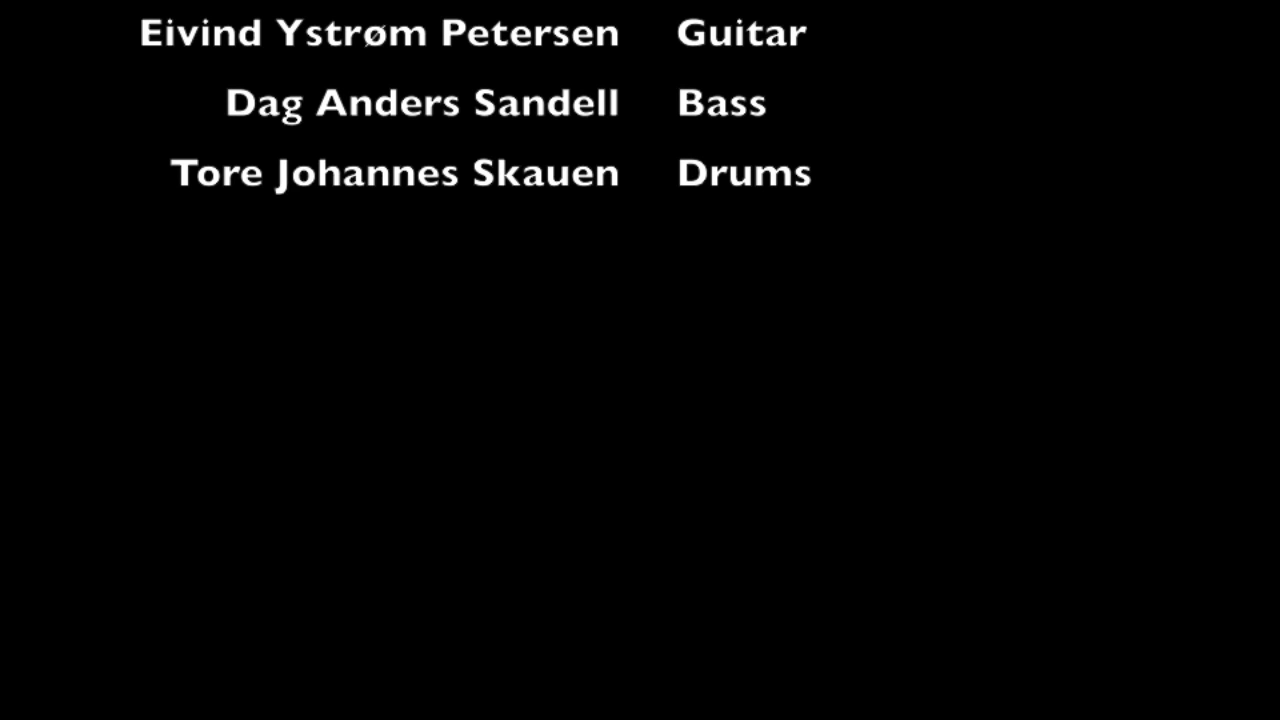 Eivind Ystrøm Petersen Guitar
Dag Anders Sandell Bass
Tore Johannes Skauen Drums